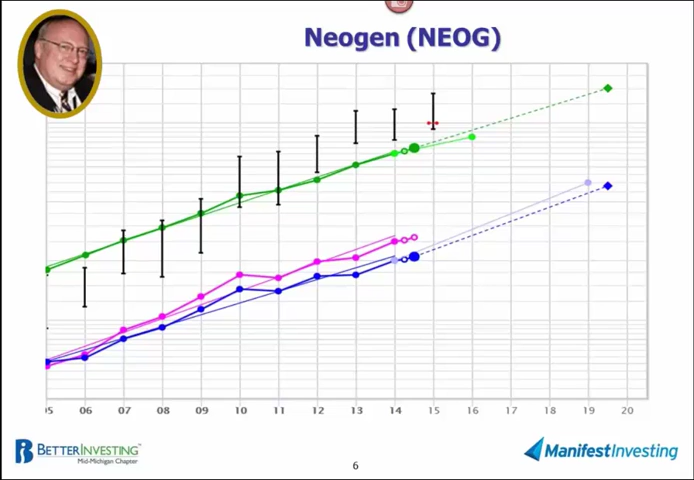 Neogen (NEOG)
05 06 07 08 09 10 11 12 13 14 15 16 17 18 19 20
BETTERINVESTING™
Mid-Michigan Chapter
6
ManifestInvesting